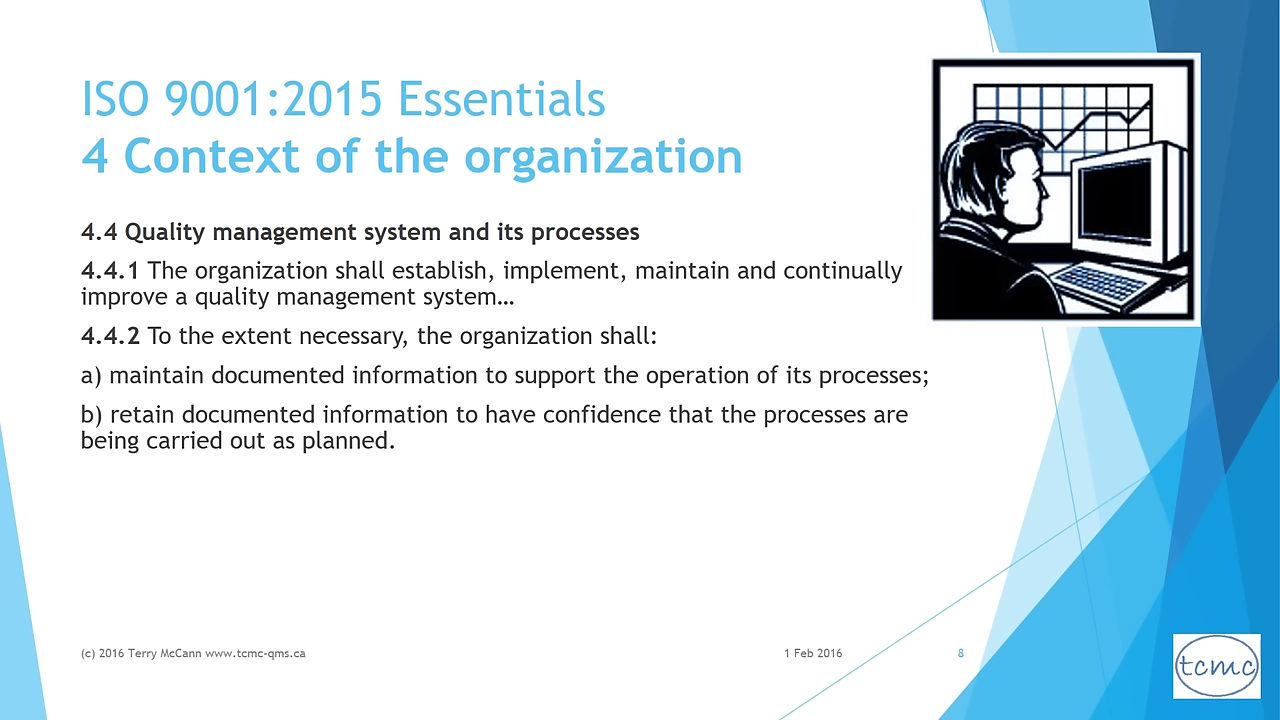 ISO 9001:2015 Essentials
4 Context of the organization
4.4 Quality management system and its processes
4.4.1 The organization shall establish, implement, maintain and continually
improve a quality management system…
4.4.2 To the extent necessary, the organization shall:
a) maintain documented information to support the operation of its processes;
b) retain documented information to have confidence that the processes are
being carried out as planned.
(c) 2016 Terry McCann www.tcmc-qms.ca
1 Feb 2016
8
tcmc